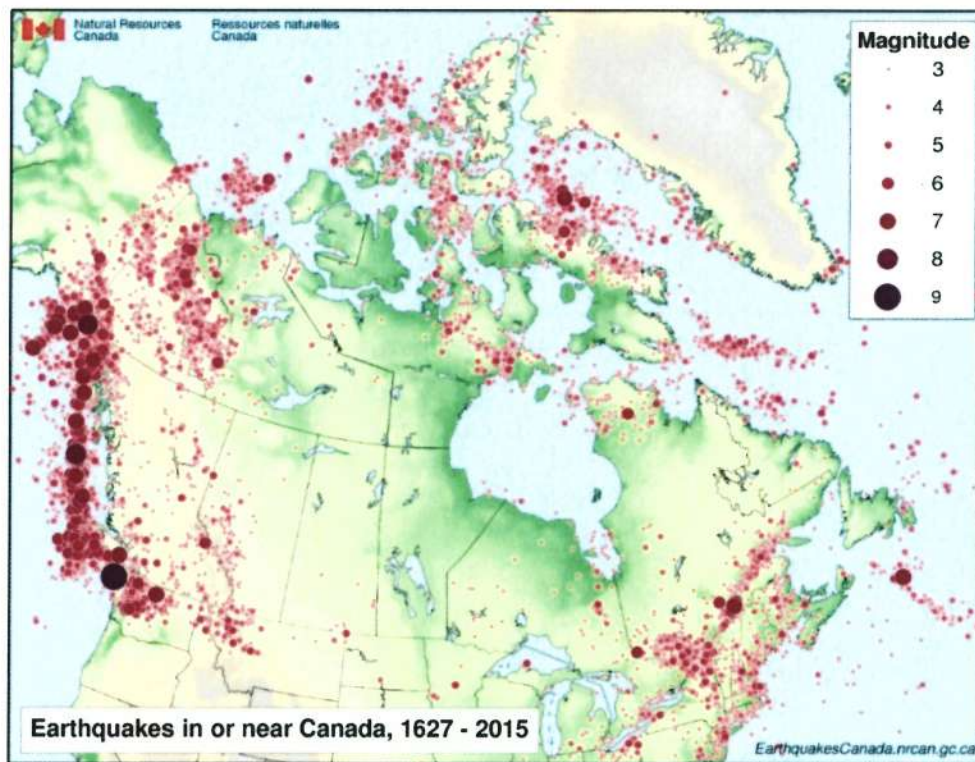 Natural Resources Canada
Ressources naturelles Canada
Magnitude
3
4
5
6
7
8
9
Earthquakes in or near Canada, 1627 - 2015
EarthquakesCanada.nrcan.gc.ca